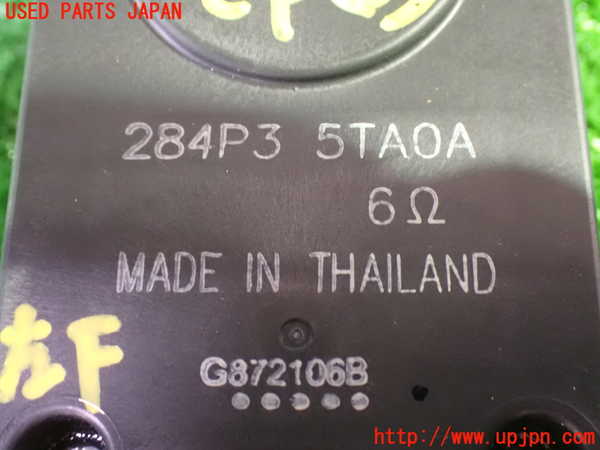 USED PARTS JAPAN
284P3 5TA0A
6Ω
MADE IN THAILAND
左F
G872106B
http://www.upjpn.com/